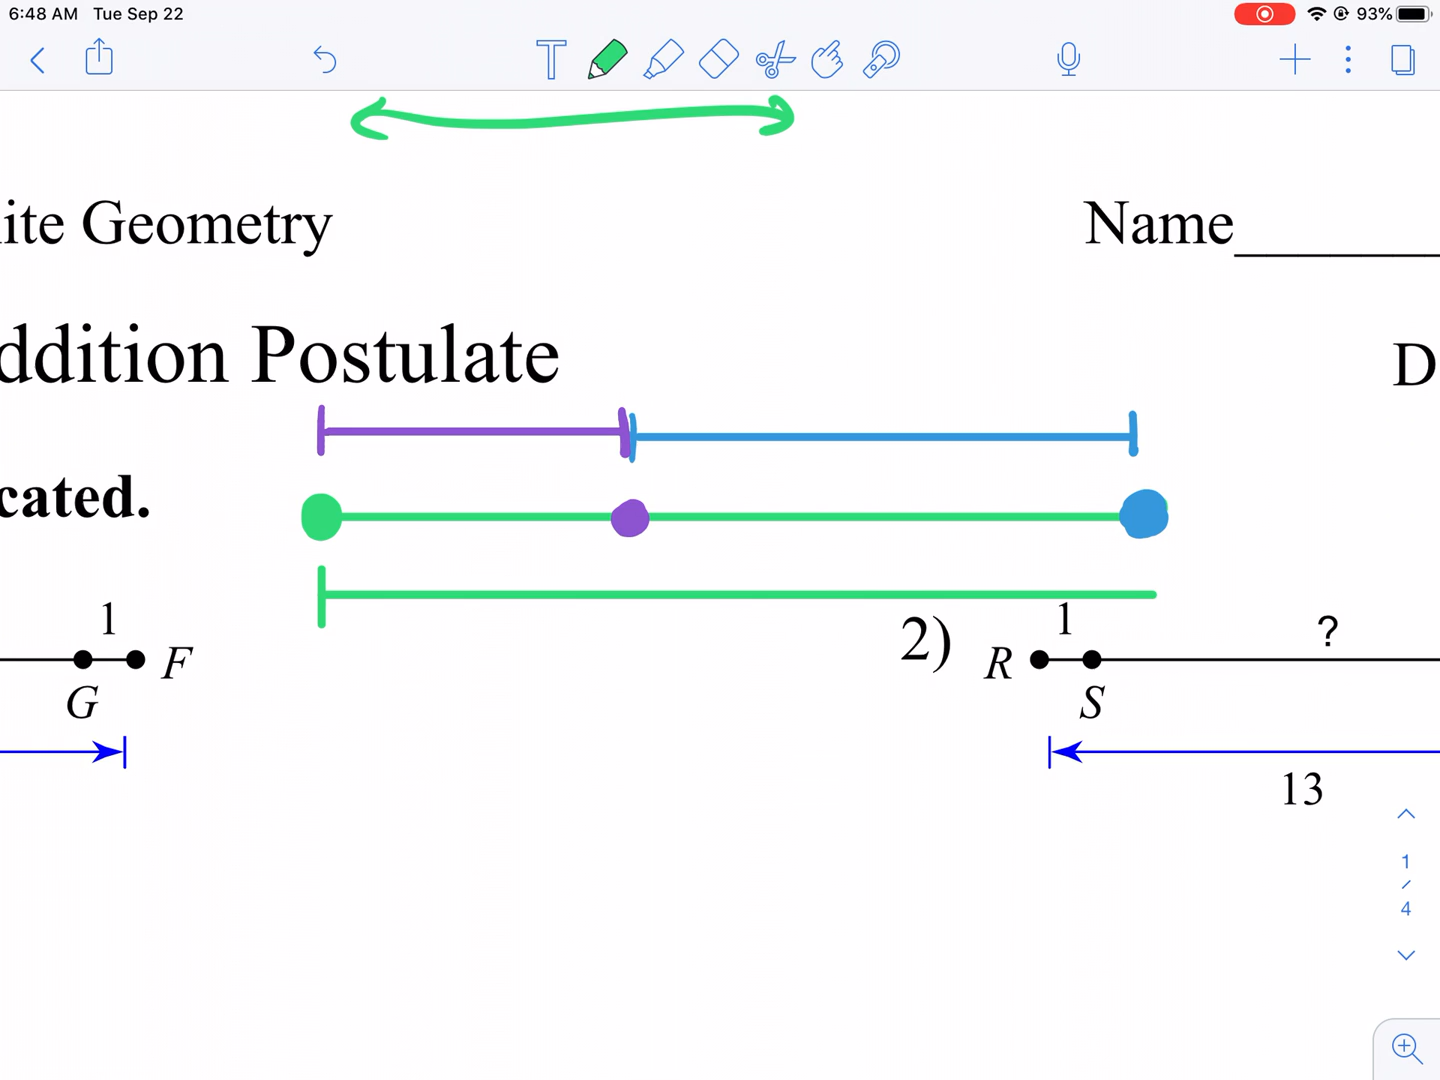 6:48 AM Tue Sep 22 93%
T
ite Geometry Name
ddition Postulate D
cated.
1
F
G
2) R 1 ?
S
13
1
/
4